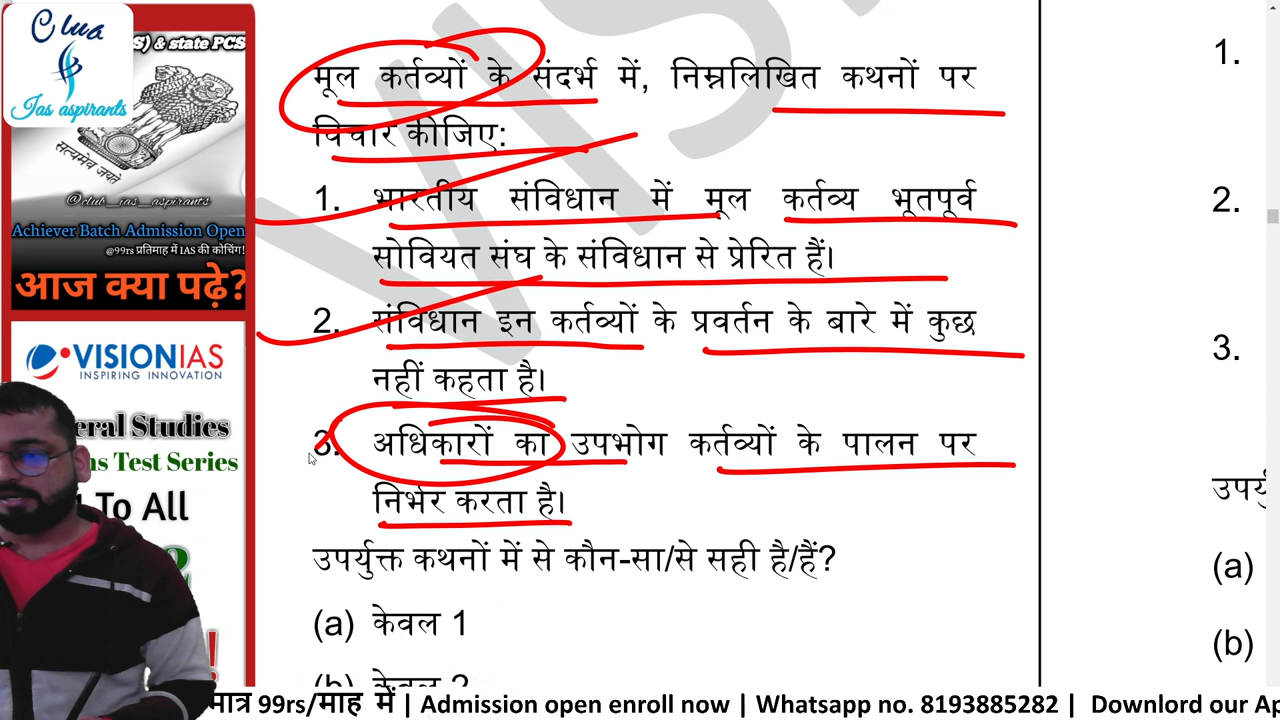 Clua
Ias aspirants
S) & state PCS
सत्यमेव जयते
@club_ias_aspirants
Achiever Batch Admission Open
@99rs प्रतिमाह में IAS की कोचिंग!
आज क्या पढ़े?
VISIONIAS
INSPIRING INNOVATION
eral Studies
ns Test Series
To All
मूल कर्तव्यों के संदर्भ में, निम्नलिखित कथनों पर
विचार कीजिए:
1. भारतीय संविधान में मूल कर्तव्य भूतपूर्व
सोवियत संघ के संविधान से प्रेरित हैं।
2. संविधान इन कर्तव्यों के प्रवर्तन के बारे में कुछ
नहीं कहता है।
3. अधिकारों का उपभोग कर्तव्यों के पालन पर
निर्भर करता है।
उपर्युक्त कथनों में से कौन-सा/से सही है/हैं?
(a) केवल 1
(b) केवल 2
1.
2.
3.
(a)
(b)
मात्र 99rs/माह में | Admission open enroll now | Whatsapp no. 8193885282 | Downlord our Ap